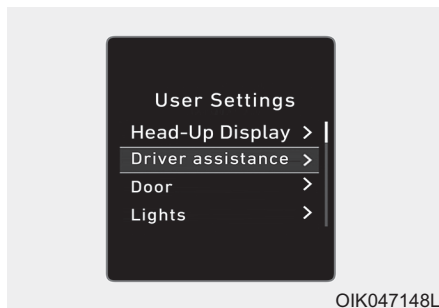 User Settings
Head-Up Display >
Driver assistance >
Door >
Lights >
OIK047148L